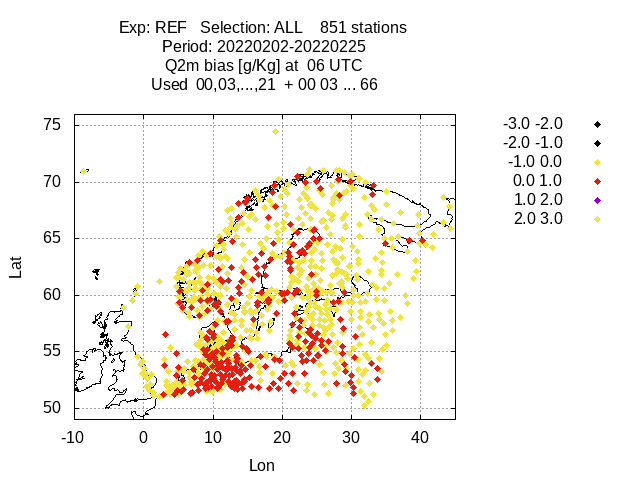 Exp: REF   Selection: ALL    851 stations
Period: 20220202-20220225
Q2m bias [g/Kg] at  06 UTC
Used  00,03,...,21  + 00 03 ... 66
-3.0 -2.0
-2.0 -1.0
-1.0 0.0
0.0 1.0
1.0 2.0
2.0 3.0
75
70
65
60
55
50
Lat
-10 0 10 20 30 40
Lon